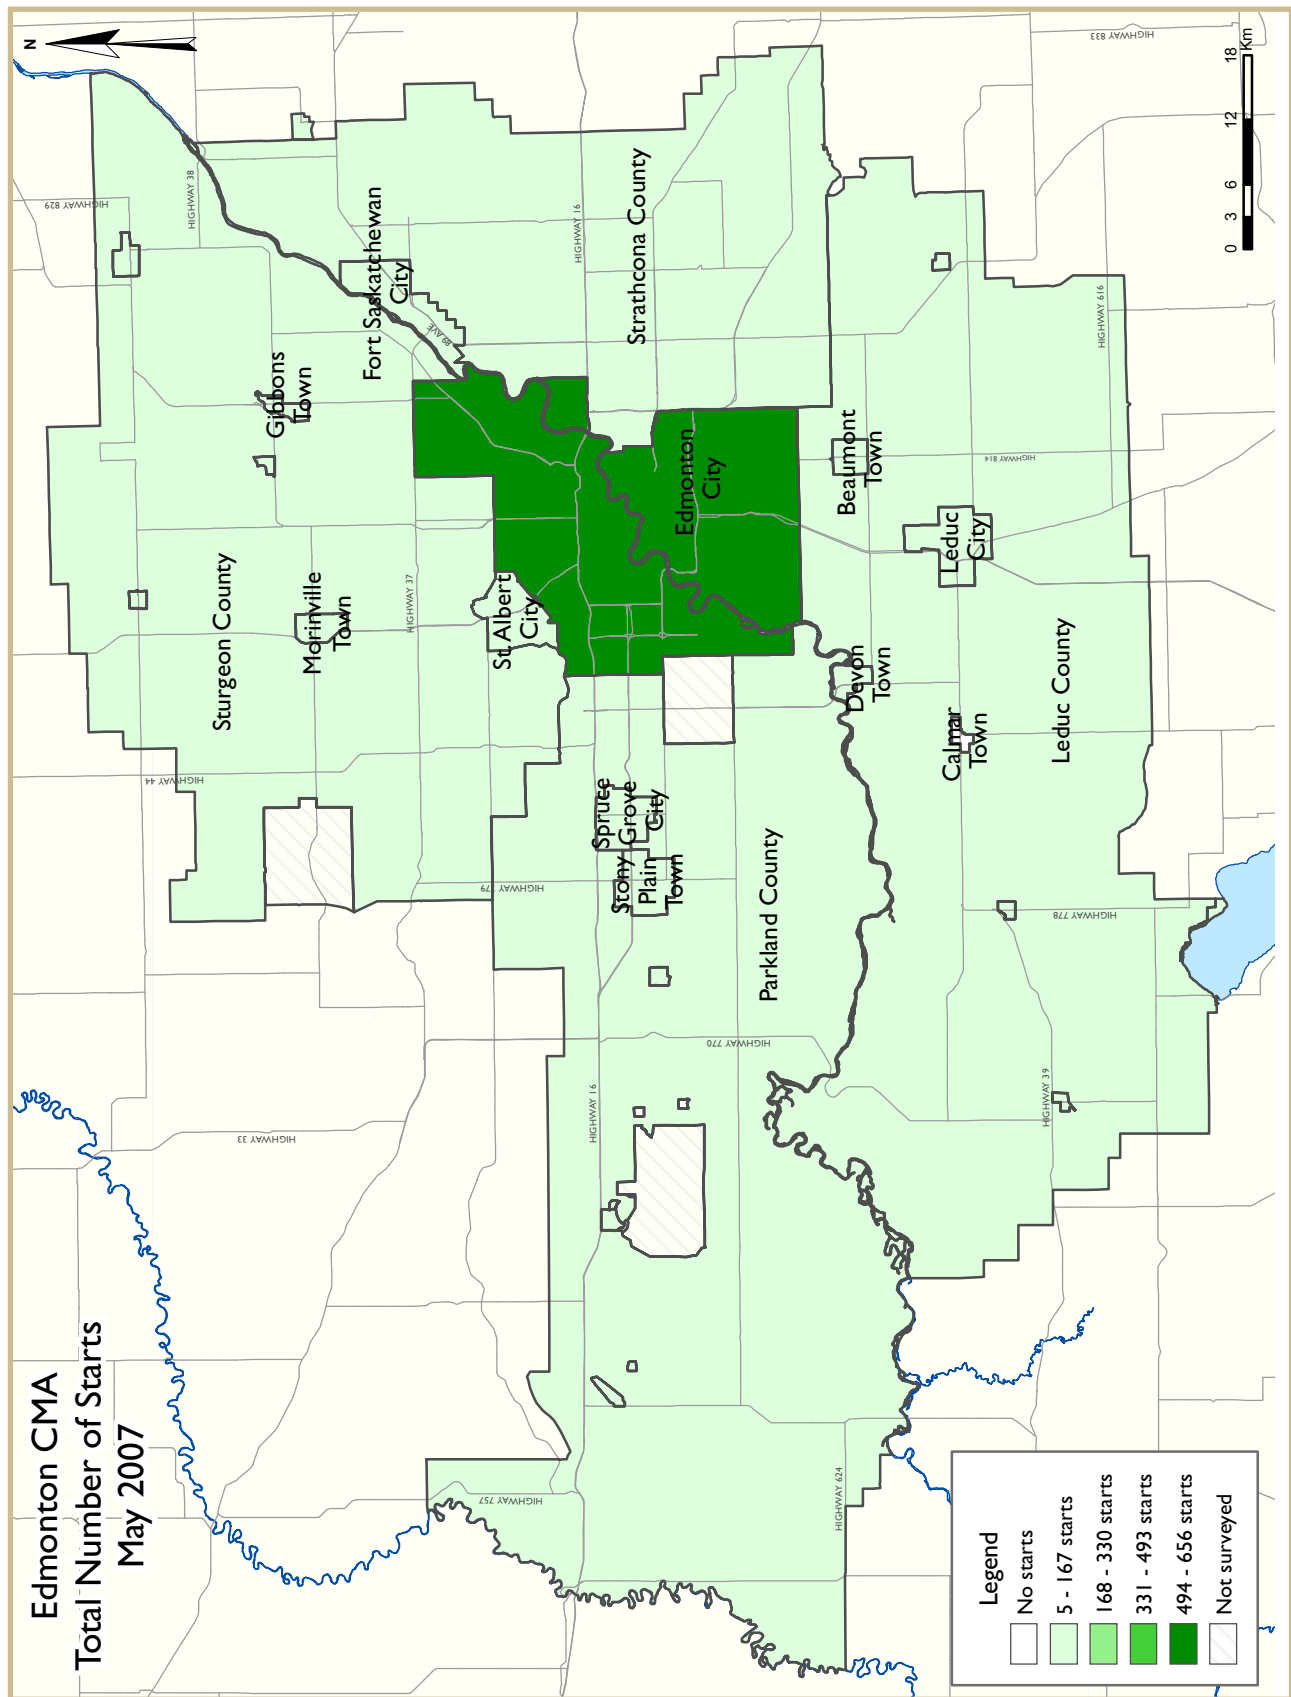 Edmonton CMA
Total Number of Starts
May 2007
N
HIGHWAY 829
HIGHWAY 38
HIGHWAY 833
HIGHWAY 44
HIGHWAY 37
HIGHWAY 33
HIGHWAY 779
HIGHWAY 16
HIGHWAY 16
HIGHWAY 770
HIGHWAY 757
HIGHWAY 624
HIGHWAY 39
HIGHWAY 778
HIGHWAY 814
HIGHWAY 616
89 AVE
Sturgeon County
Morinville
Town
Gibbons
Town
Fort Saskatchewan
City
St. Albert
City
Edmonton
City
Strathcona County
Spruce
Grove
City
Stony
Plain
Town
Parkland County
Devon
Town
Beaumont
Town
Calmar
Town
Leduc
City
Leduc County
Legend
No starts
5 - 167 starts
168 - 330 starts
331 - 493 starts
494 - 656 starts
Not surveyed
0 3 6 12 18
Km